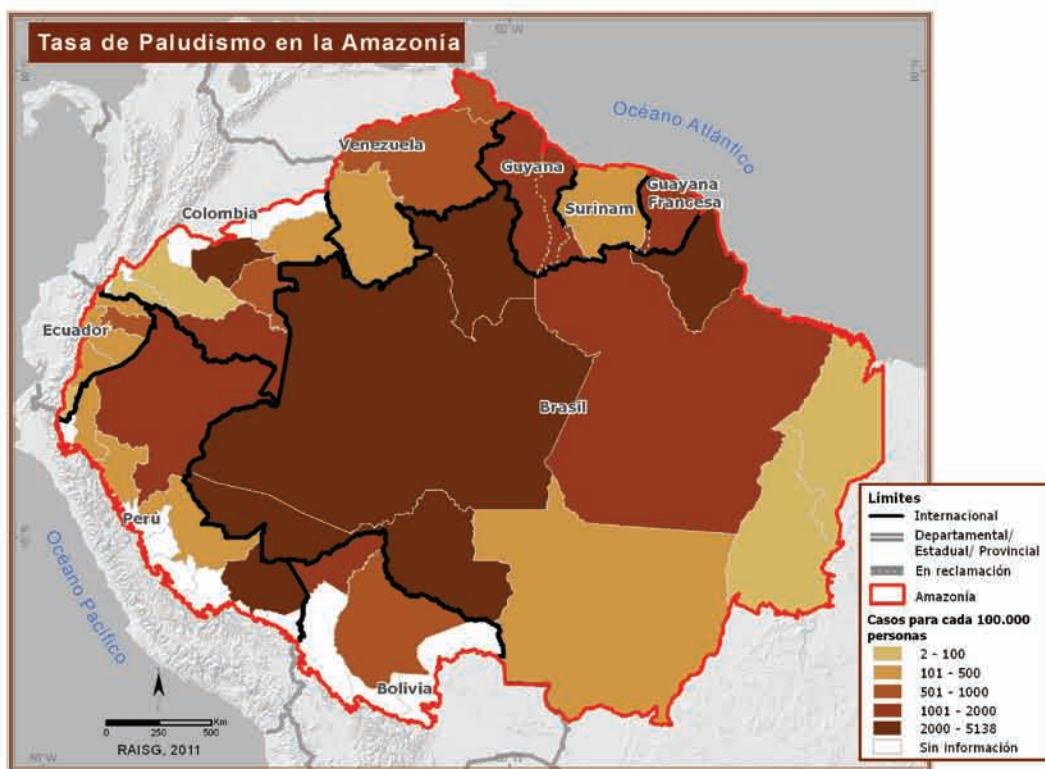 Tasa de Paludismo en la Amazonía
Océano Atlántico
Venezuela
Guyana
Guayana
Francesa
Surinam
Colombia
Ecuador
Brasil
Perú
Océano Pacífico
Bolivia
0 250 500 Km
RAISG, 2011
Límites
Internacional
Departamental/
Estadual/ Provincial
En reclamación
Amazonía
Casos para cada 100.000
personas
2 - 100
101 - 500
501 - 1000
1001 - 2000
2000 - 5138
Sin información